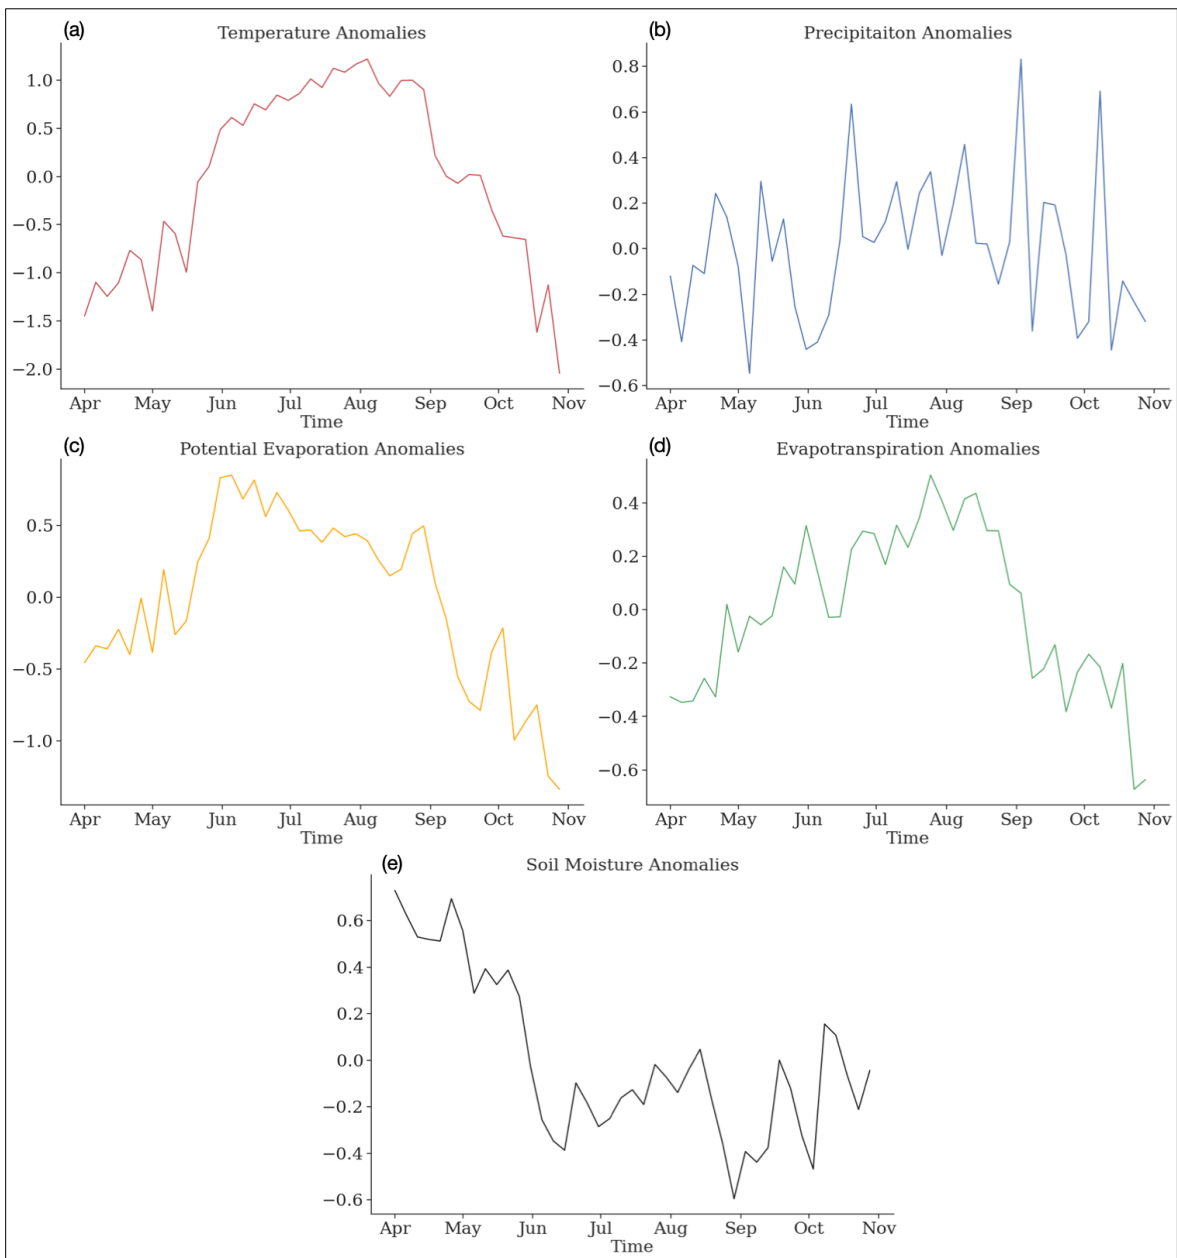 (a)
Temperature Anomalies
1.0
0.5
0.0
−0.5
−1.0
−1.5
−2.0
Apr May Jun Jul Aug Sep Oct Nov
Time
(b)
Precipitaiton Anomalies
0.8
0.6
0.4
0.2
0.0
−0.2
−0.4
−0.6
Apr May Jun Jul Aug Sep Oct Nov
Time
(c)
Potential Evaporation Anomalies
0.5
0.0
−0.5
−1.0
Apr May Jun Jul Aug Sep Oct Nov
Time
(d)
Evapotranspiration Anomalies
0.4
0.2
0.0
−0.2
−0.4
−0.6
Apr May Jun Jul Aug Sep Oct Nov
Time
(e)
Soil Moisture Anomalies
0.6
0.4
0.2
0.0
−0.2
−0.4
−0.6
Apr May Jun Jul Aug Sep Oct Nov
Time